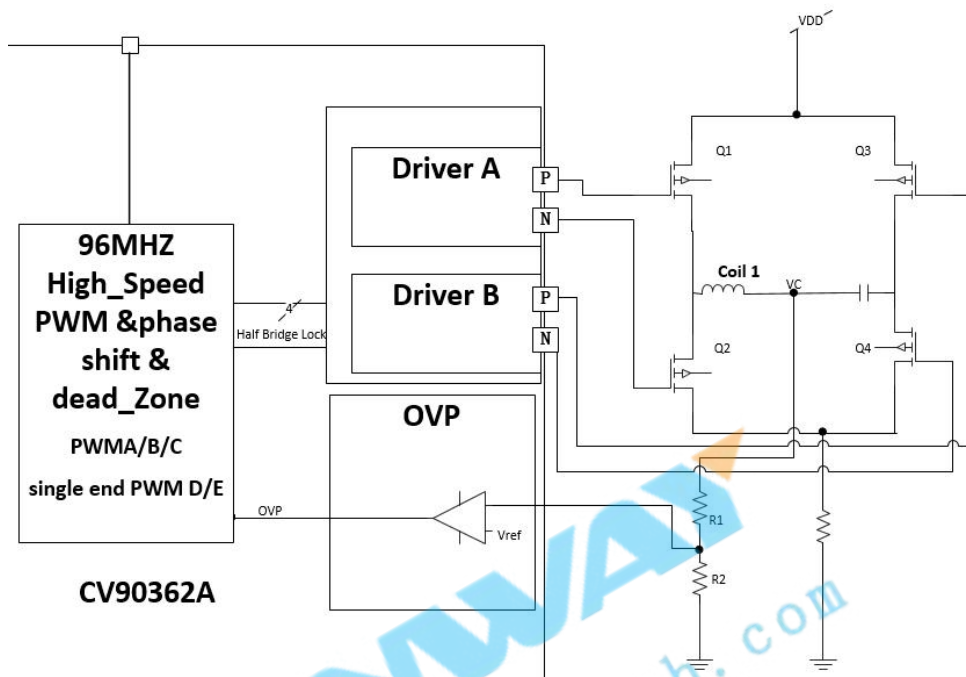 VDD
Driver A
P
N
Q1
Q3
96MHZ
High_Speed
PWM &phase
shift &
dead_Zone
PWMA/B/C
single end PWM D/E
4
Half Bridge Lock
Driver B
P
N
Coil 1
VC
Q2
Q4
OVP
OVP
Vref
R1
R2
CV90362A